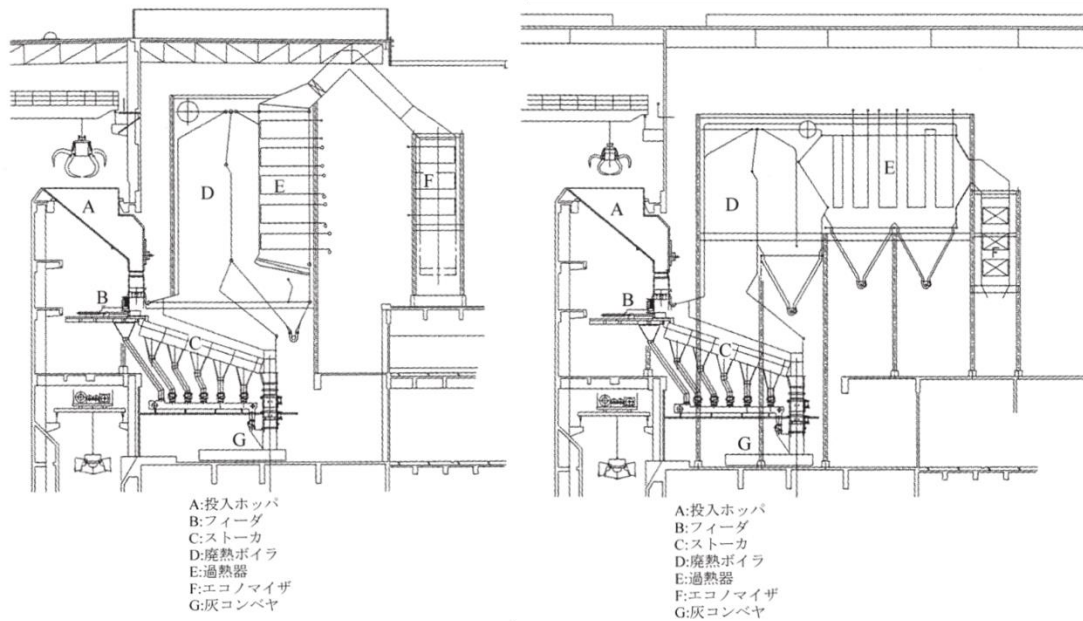 A
B
C
D
E
F
G
A:投入ホッパ
B:フィーダ
C:ストーカ
D:廃熱ボイラ
E:過熱器
F:エコノマイザ
G:灰コンベヤ
A
B
C
D
E
F
G
A:投入ホッパ
B:フィーダ
C:ストーカ
D:廃熱ボイラ
E:過熱器
F:エコノマイザ
G:灰コンベヤ